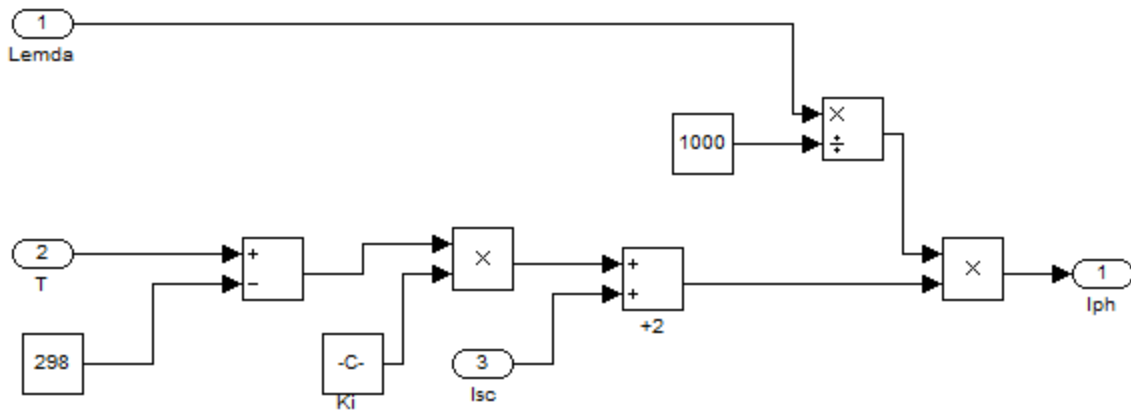 1
Lemda
1000
×
÷
2
T
+
−
298
×
-C-
Ki
+
+
+2
3
Isc
×
1
Iph